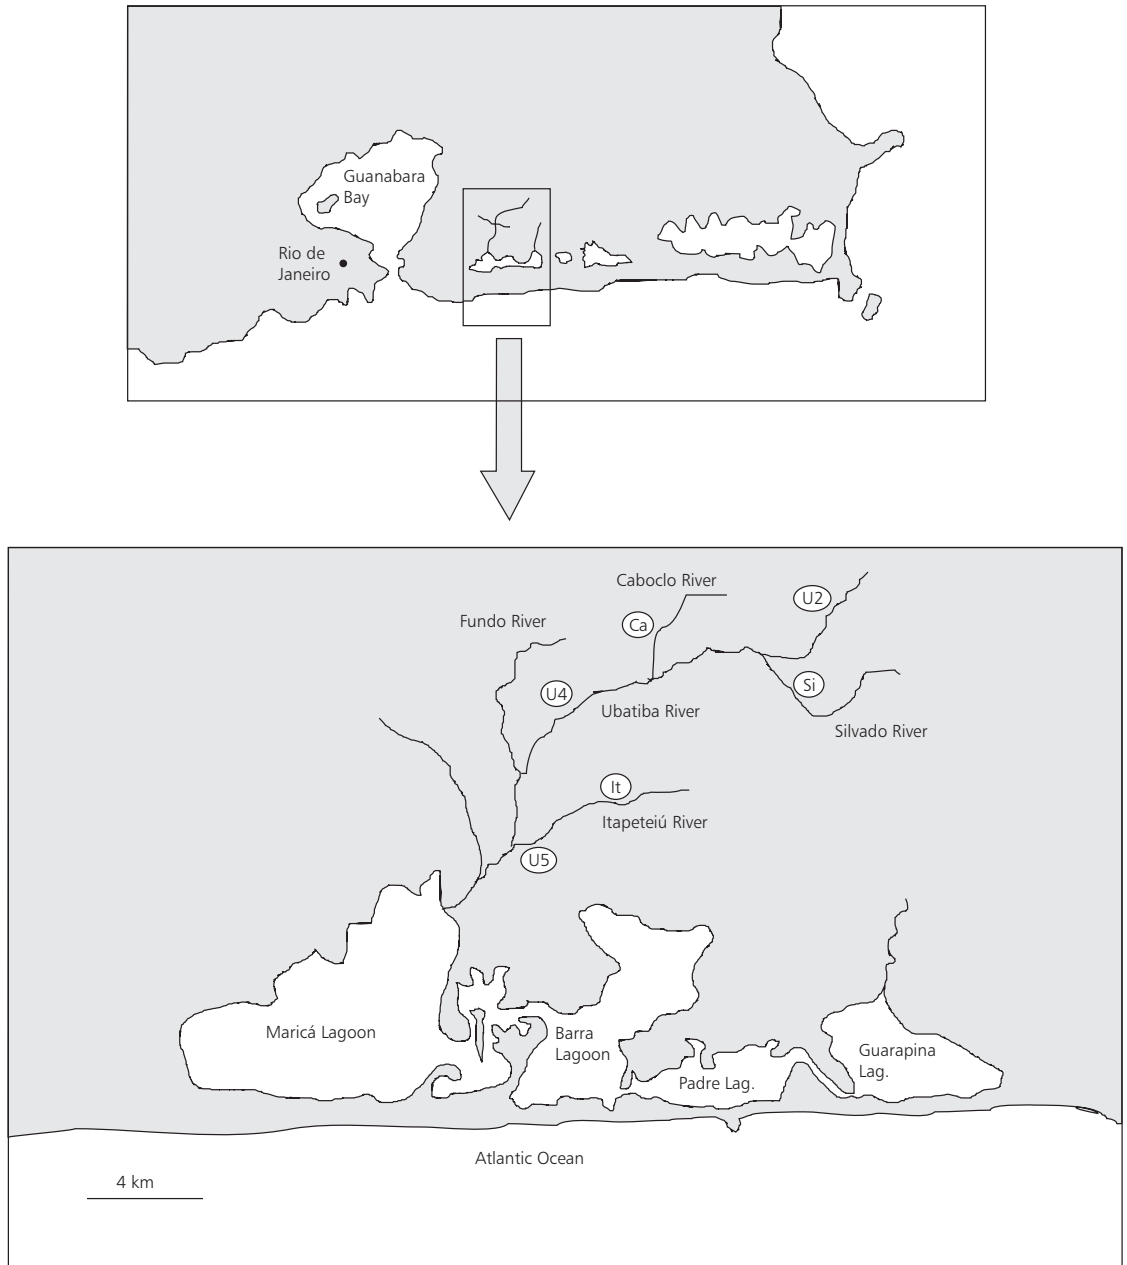 Guanabara
Bay
Rio de
Janeiro
Caboclo River
U2
Fundo River
Ca
U4
Si
Ubatiba River
Silvado River
It
Itapeteiú River
U5
Maricá Lagoon
Barra
Lagoon
Guarapina
Lag.
Padre Lag.
Atlantic Ocean
4 km